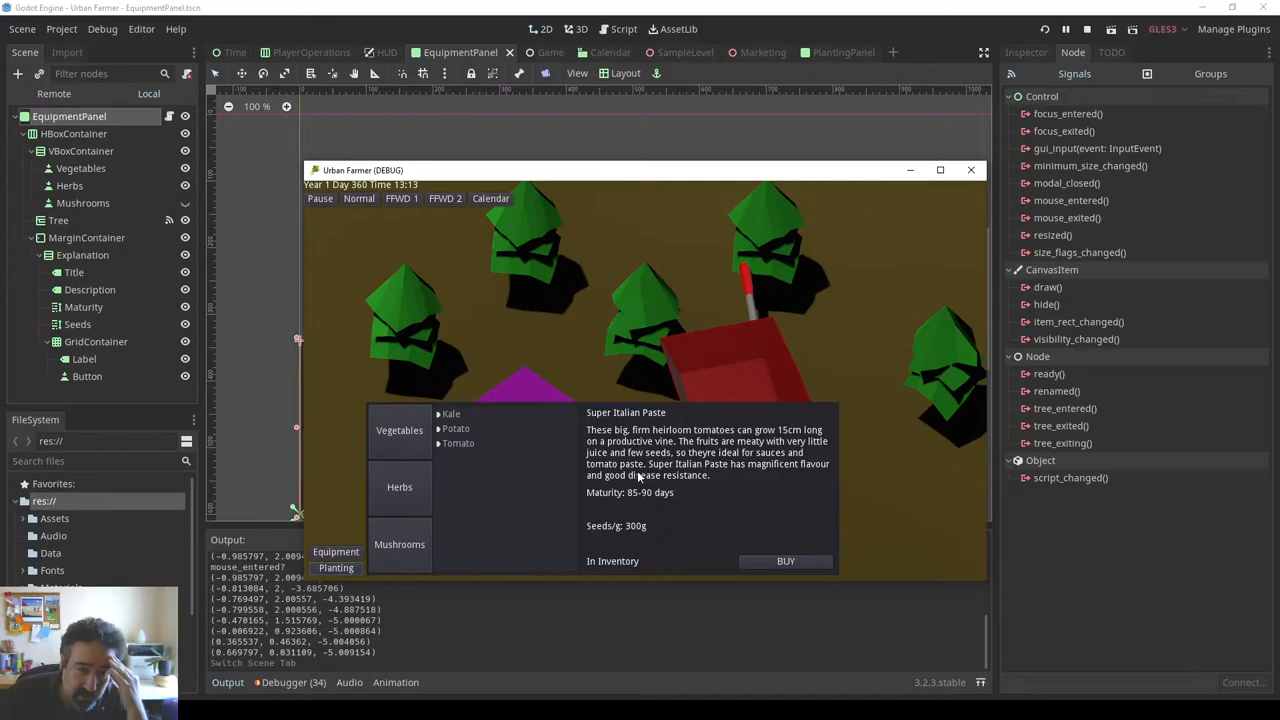 Godot Engine - Urban Farmer - EquipmentPanel.tscn
Scene Project Debug Editor Help
2D 3D Script AssetLib
GLES3 Manage Plugins
Scene Import
Time PlayerOperations HUD EquipmentPanel Game Calendar SampleLevel Marketing PlantingPanel
Inspector Node TODO
Filter nodes
View Layout
Signals Groups
Remote Local
100 %
EquipmentPanel
HBoxContainer
VBoxContainer
Vegetables
Herbs
Mushrooms
Tree
MarginContainer
Explanation
Title
Description
Maturity
Seeds
GridContainer
Label
Button
FileSystem
res://
Search files
Favorites:
res://
Assets
Audio
Data
Fonts
Urban Farmer (DEBUG)
Year 1 Day 360 Time 13:13
Pause Normal FFWD 1 FFWD 2 Calendar
Vegetables
Herbs
Mushrooms
Kale
Potato
Tomato
Super Italian Paste
These big, firm heirloom tomatoes can grow 15cm long
on a productive vine. The fruits are meaty with very little
juice and few seeds, so theyre ideal for sauces and
tomato paste. Super Italian Paste has magnificent flavour
and good disease resistance.
Maturity: 85-90 days
Seeds/g: 300g
In Inventory BUY
Equipment
Planting
Output:
mouse_entered?
(-0.813084, 2, -3.685706)
(-0.769497, 2.00557, -4.393419)
(-0.799558, 2.000556, -4.887518)
(-0.470165, 1.515769, -5.000067)
(-0.006922, 0.923606, -5.000864)
(0.365537, 0.46362, -5.004056)
(0.669797, 0.031109, -5.009154)
Switch Scene Tab
Output Debugger (34) Audio Animation
3.2.3.stable
Control
focus_entered()
focus_exited()
gui_input(event: InputEvent)
minimum_size_changed()
modal_closed()
mouse_entered()
mouse_exited()
resized()
size_flags_changed()
CanvasItem
draw()
hide()
item_rect_changed()
visibility_changed()
Node
ready()
renamed()
tree_entered()
tree_exited()
tree_exiting()
Object
script_changed()
Connect...